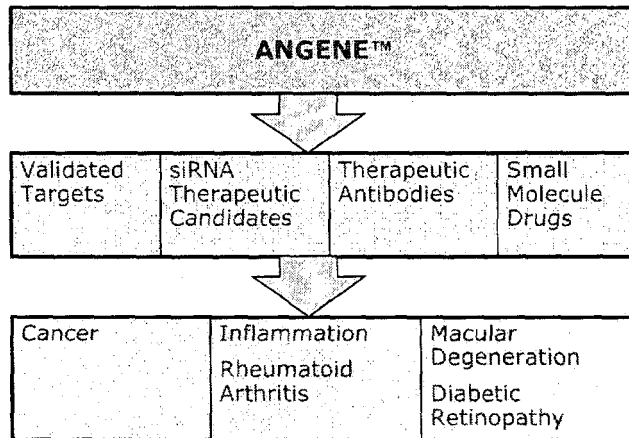 ANGENE™
Validated
Targets
siRNA
Therapeutic
Candidates
Therapeutic
Antibodies
Small
Molecule
Drugs
Cancer
Inflammation
Rheumatoid
Arthritis
Macular
Degeneration
Diabetic
Retinopathy